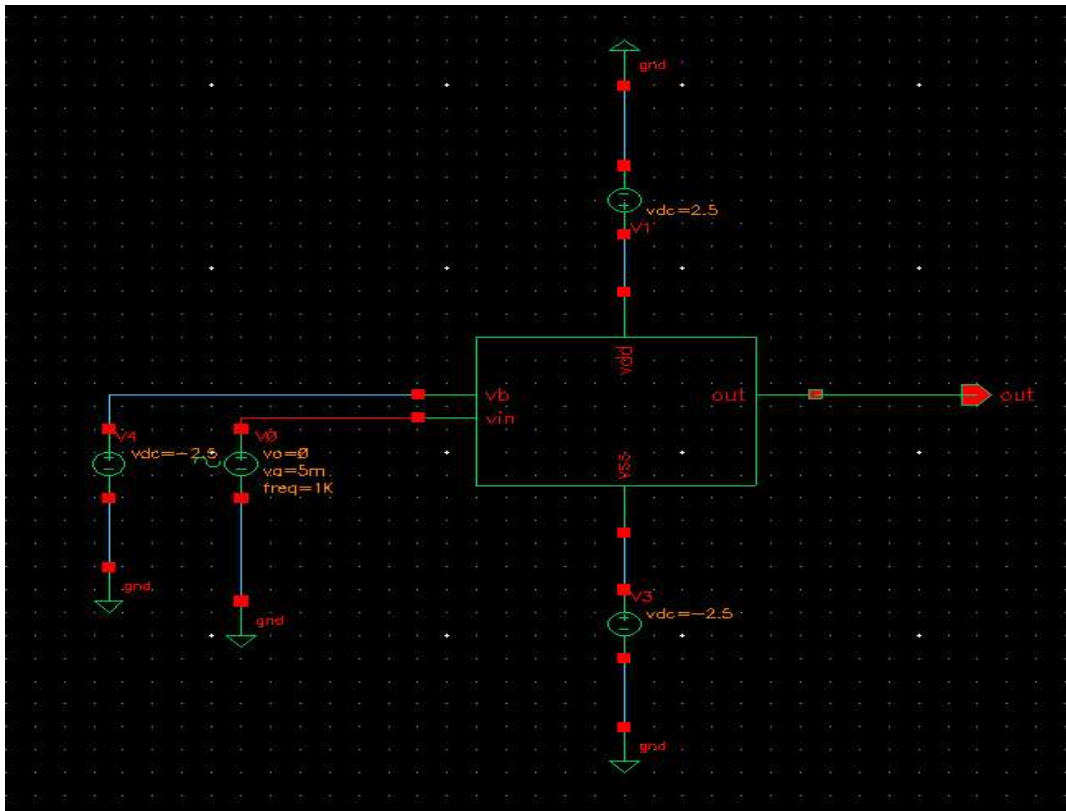 gnd
vdc=2.5
V1
vdd
vb
out
out
vin
V4
V0
vdc=-2.5
vo=0
va=5m
freq=1K
vss
gnd
V3
vdc=-2.5
gnd
gnd